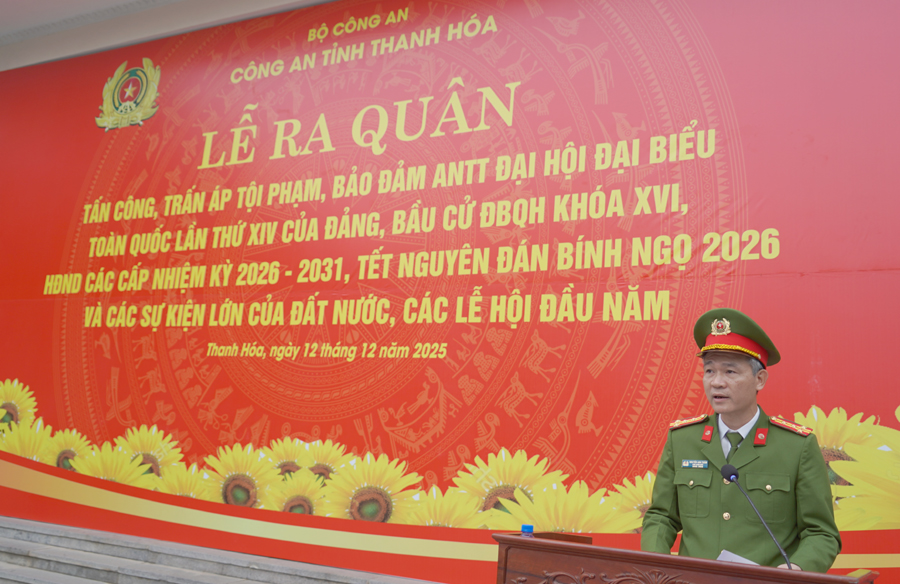 BỘ CÔNG AN
CÔNG AN TỈNH THANH HÓA
LỄ RA QUÂN
TẤN CÔNG, TRẤN ÁP TỘI PHẠM, BẢO ĐẢM ANTT ĐẠI HỘI ĐẠI BIỂU
TOÀN QUỐC LẦN THỨ XIV CỦA ĐẢNG, BẦU CỬ ĐBQH KHÓA XVI,
HĐND CÁC CẤP NHIỆM KỲ 2026 - 2031, TẾT NGUYÊN ĐÁN BÍNH NGỌ 2026
VÀ CÁC SỰ KIỆN LỚN CỦA ĐẤT NƯỚC, CÁC LỄ HỘI ĐẦU NĂM
Thanh Hóa, ngày 12 tháng 12 năm 2025